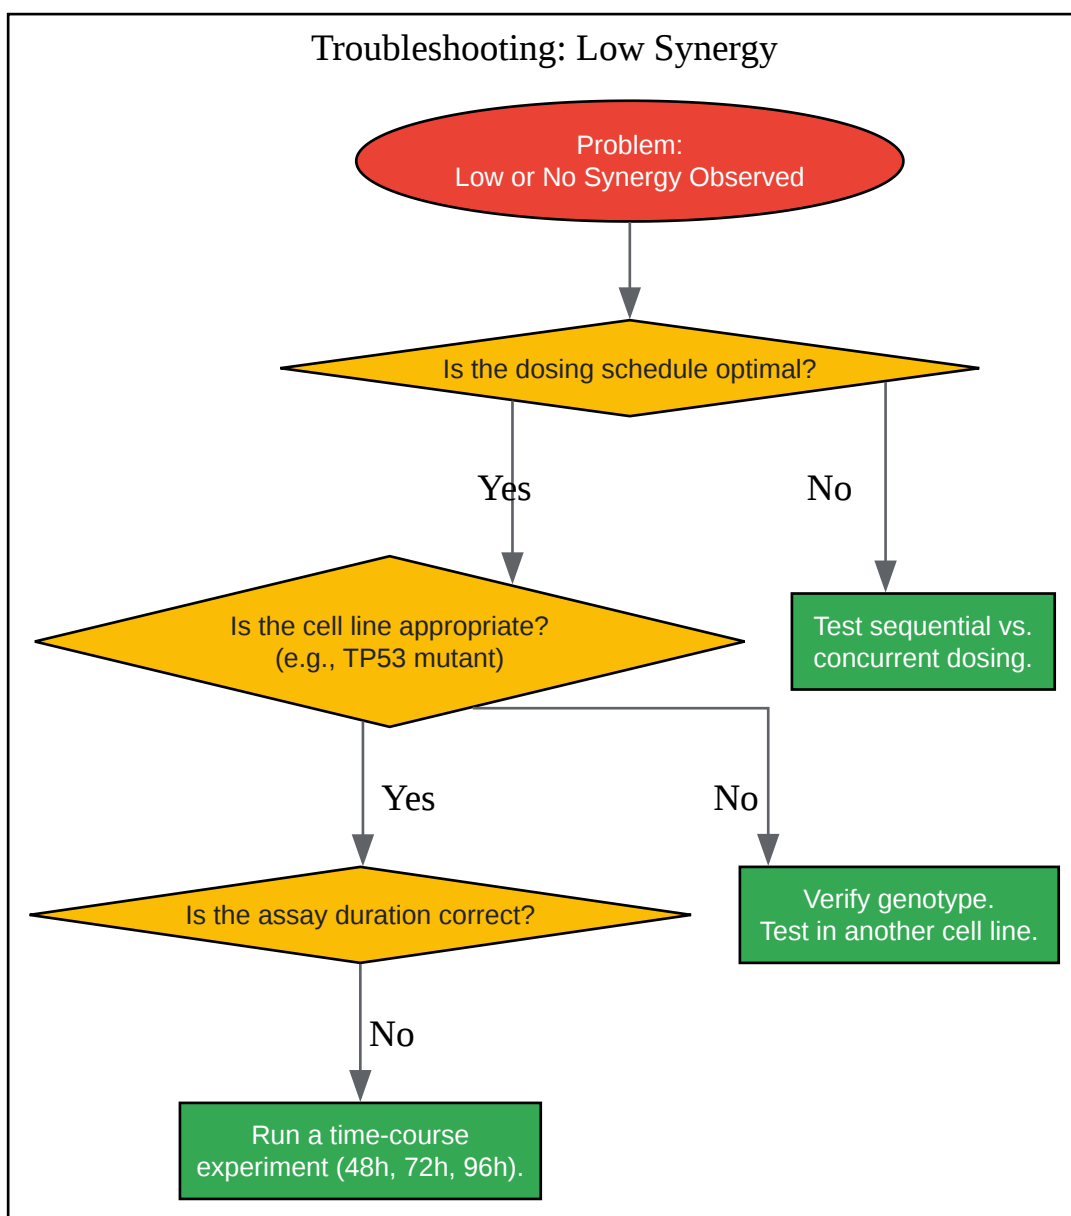 Troubleshooting: Low Synergy
Problem:
Low or No Synergy Observed
Is the dosing schedule optimal?
Yes
No
Is the cell line appropriate?
(e.g., TP53 mutant)
Test sequential vs.
concurrent dosing.
Yes
No
Is the assay duration correct?
Verify genotype.
Test in another cell line.
No
Run a time-course
experiment (48h, 72h, 96h).